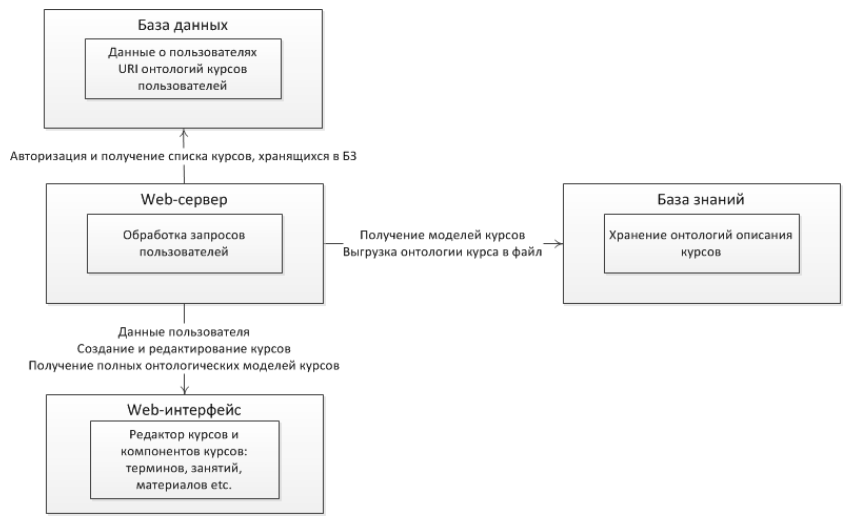 База данных
Данные о пользователях
URI онтологий курсов
пользователей
Авторизация и получение списка курсов, хранящихся в БЗ
Web-сервер
Обработка запросов
пользователей
Получение моделей курсов
Выгрузка онтологии курса в файл
База знаний
Хранение онтологий описания
курсов
Данные пользователя
Создание и редактирование курсов
Получение полных онтологических моделей курсов
Web-интерфейс
Редактор курсов и
компонентов курсов:
терминов, занятий,
материалов etc.